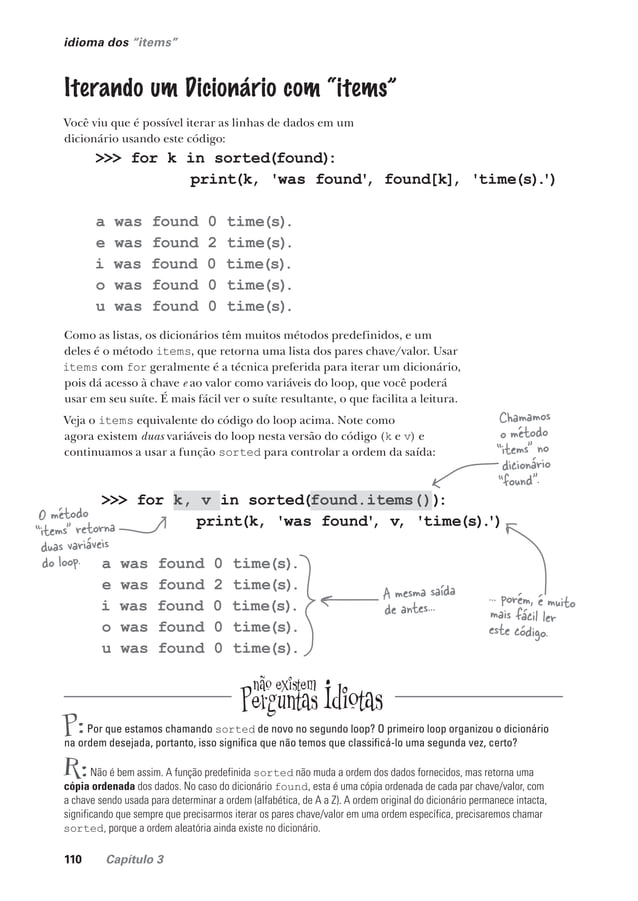 idioma dos “items”
Iterando um Dicionário com “items”
Você viu que é possível iterar as linhas de dados em um
dicionário usando este código:
>>> for k in sorted(found):
print(k, 'was found', found[k], 'time(s).')
a was found 0 time(s).
e was found 2 time(s).
i was found 0 time(s).
o was found 0 time(s).
u was found 0 time(s).
Como as listas, os dicionários têm muitos métodos predefinidos, e um
deles é o método items, que retorna uma lista dos pares chave/valor. Usar
items com for geralmente é a técnica preferida para iterar um dicionário,
pois dá acesso à chave e ao valor como variáveis do loop, que você poderá
usar em seu suíte. É mais fácil ver o suíte resultante, o que facilita a leitura.
Veja o items equivalente do código do loop acima. Note como
agora existem duas variáveis do loop nesta versão do código (k e v) e
continuamos a usar a função sorted para controlar a ordem da saída:
Chamamos
o método
“items” no
dicionário
“found”.
>>> for k, v in sorted(found.items()):
print(k, 'was found', v, 'time(s).')
O método
“items” retorna
duas variáveis
do loop.
a was found 0 time(s).
e was found 2 time(s).
i was found 0 time(s).
o was found 0 time(s).
u was found 0 time(s).
A mesma saída
de antes...
... porém, é muito
mais fácil ler
este código.
não existem
Perguntas Idiotas
P: Por que estamos chamando sorted de novo no segundo loop? O primeiro loop organizou o dicionário
na ordem desejada, portanto, isso significa que não temos que classificá-lo uma segunda vez, certo?
R: Não é bem assim. A função predefinida sorted não muda a ordem dos dados fornecidos, mas retorna uma
cópia ordenada dos dados. No caso do dicionário found, esta é uma cópia ordenada de cada par chave/valor, com
a chave sendo usada para determinar a ordem (alfabética, de A a Z). A ordem original do dicionário permanece intacta,
significando que sempre que precisarmos iterar os pares chave/valor em uma ordem específica, precisaremos chamar
sorted, porque a ordem aleatória ainda existe no dicionário.
110 Capítulo 3